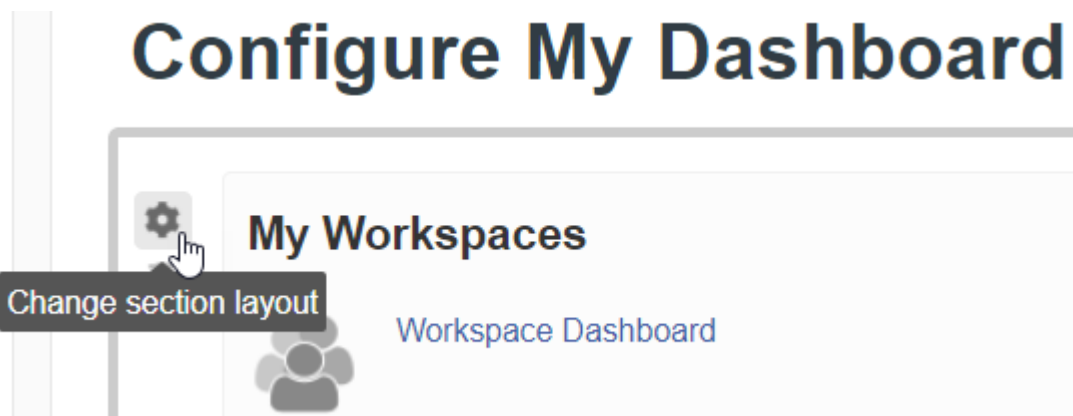 Configure My Dashboard
My Workspaces
Change section layout
Workspace Dashboard